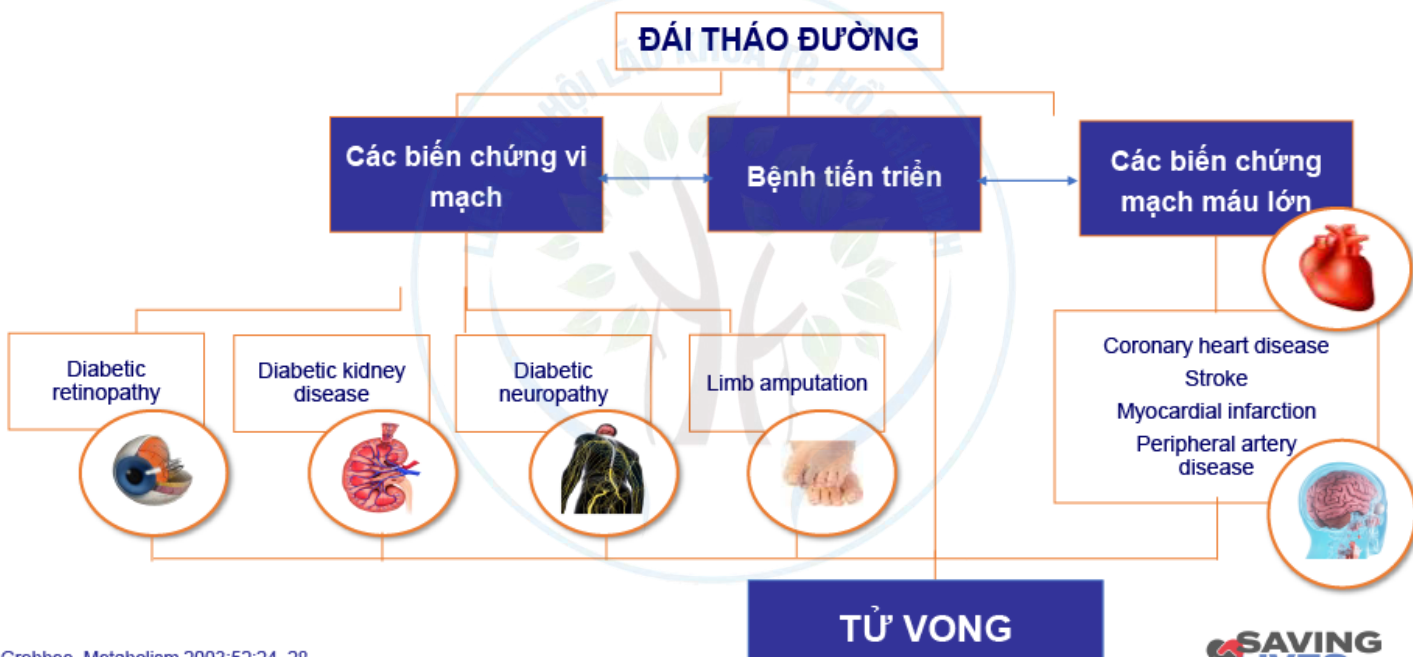 ĐÁI THÁO ĐƯỜNG
Các biến chứng vi
mạch
Bệnh tiến triển
Các biến chứng
mạch máu lớn
Diabetic
retinopathy
Diabetic kidney
disease
Diabetic
neuropathy
Limb amputation
Coronary heart disease
Stroke
Myocardial infarction
Peripheral artery
disease
TỬ VONG
SAVING